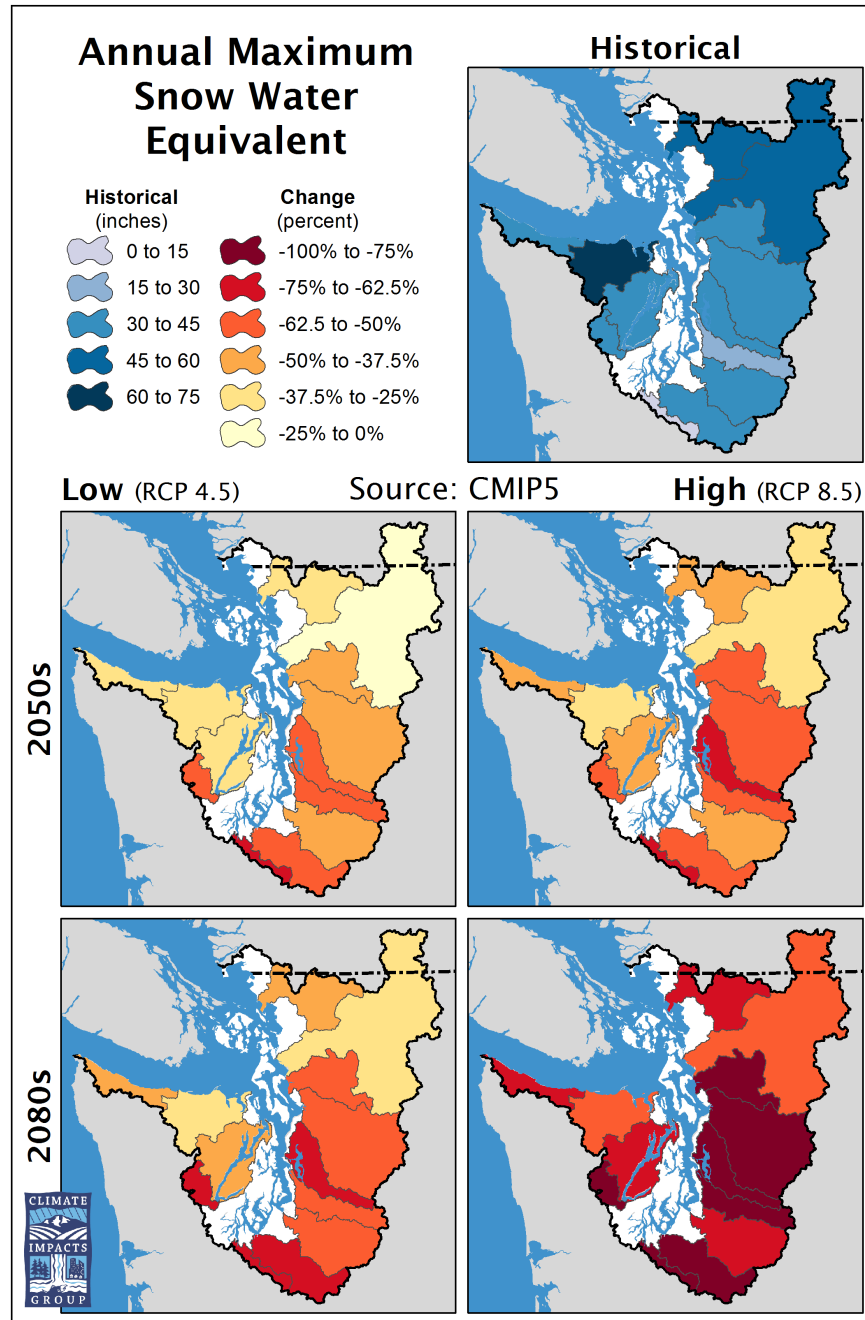 Annual Maximum
Snow Water
Equivalent
Historical
Historical
(inches)
0 to 15
15 to 30
30 to 45
45 to 60
60 to 75
Change
(percent)
-100% to -75%
-75% to -62.5%
-62.5 to -50%
-50% to -37.5%
-37.5% to -25%
-25% to 0%
Low (RCP 4.5)
Source: CMIP5
High (RCP 8.5)
2050s
2080s
CLIMATE
IMPACTS
GROUP